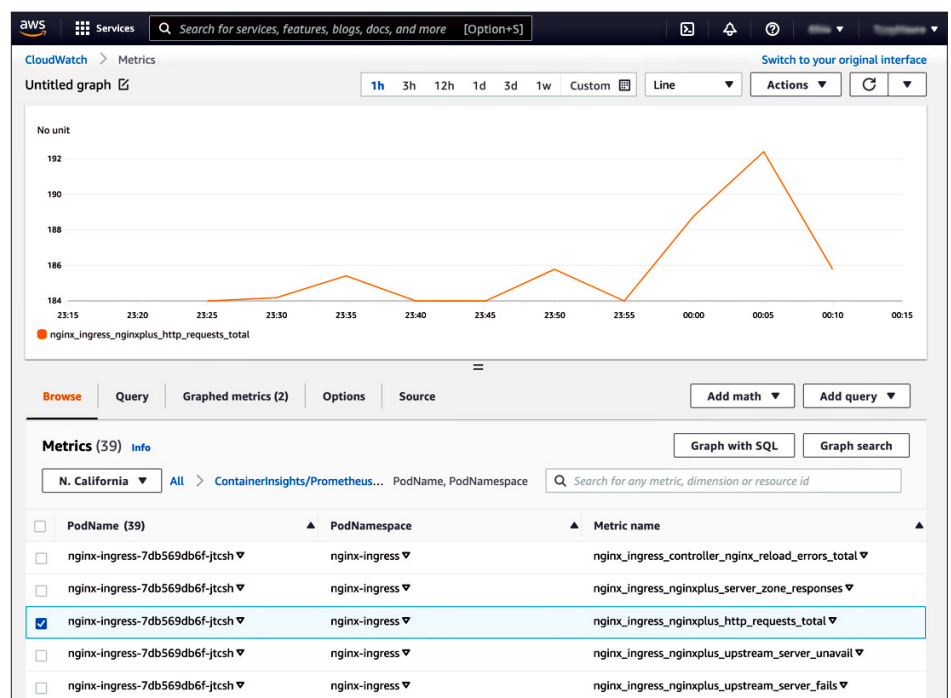 aws Services Search for services, features, blogs, docs, and more [Option+S]
CloudWatch > Metrics Switch to your original interface
Untitled graph 1h 3h 12h 1d 3d 1w Custom Line Actions
No unit
192
190
188
186
184
23:15 23:20 23:25 23:30 23:35 23:40 23:45 23:50 23:55 00:00 00:05 00:10 00:15
nginx_ingress_nginxplus_http_requests_total
=
Browse Query Graphed metrics (2) Options Source Add math Add query
Metrics (39) Info Graph with SQL Graph search
N. California All > ContainerInsights/Prometheus... PodName, PodNamespace Search for any metric, dimension or resource id
PodName (39) PodNamespace Metric name
nginx-ingress-7db569db6f-jtcsh nginx-ingress nginx_ingress_controller_nginx_reload_errors_total
nginx-ingress-7db569db6f-jtcsh nginx-ingress nginx_ingress_nginxplus_server_zone_responses
nginx-ingress-7db569db6f-jtcsh nginx-ingress nginx_ingress_nginxplus_http_requests_total
nginx-ingress-7db569db6f-jtcsh nginx-ingress nginx_ingress_nginxplus_upstream_server_unavail
nginx-ingress-7db569db6f-jtcsh nginx-ingress nginx_ingress_nginxplus_upstream_server_fails